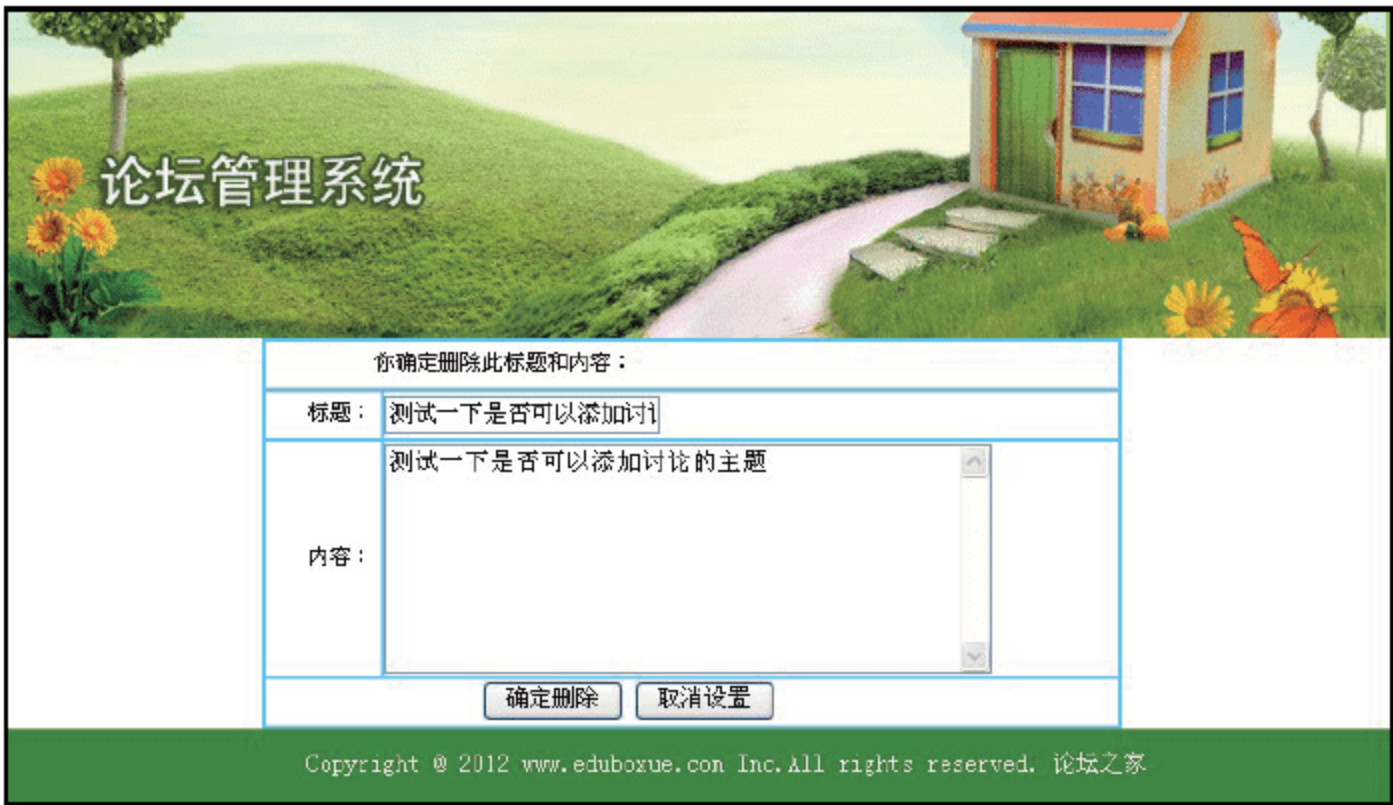 论坛管理系统
你确定删除此标题和内容：
标题： 测试一下是否可以添加讨
测试一下是否可以添加讨论的主题
内容：
确定删除 取消设置
Copyright @ 2012 www.eduboxue.com Inc.All rights reserved. 论坛之家